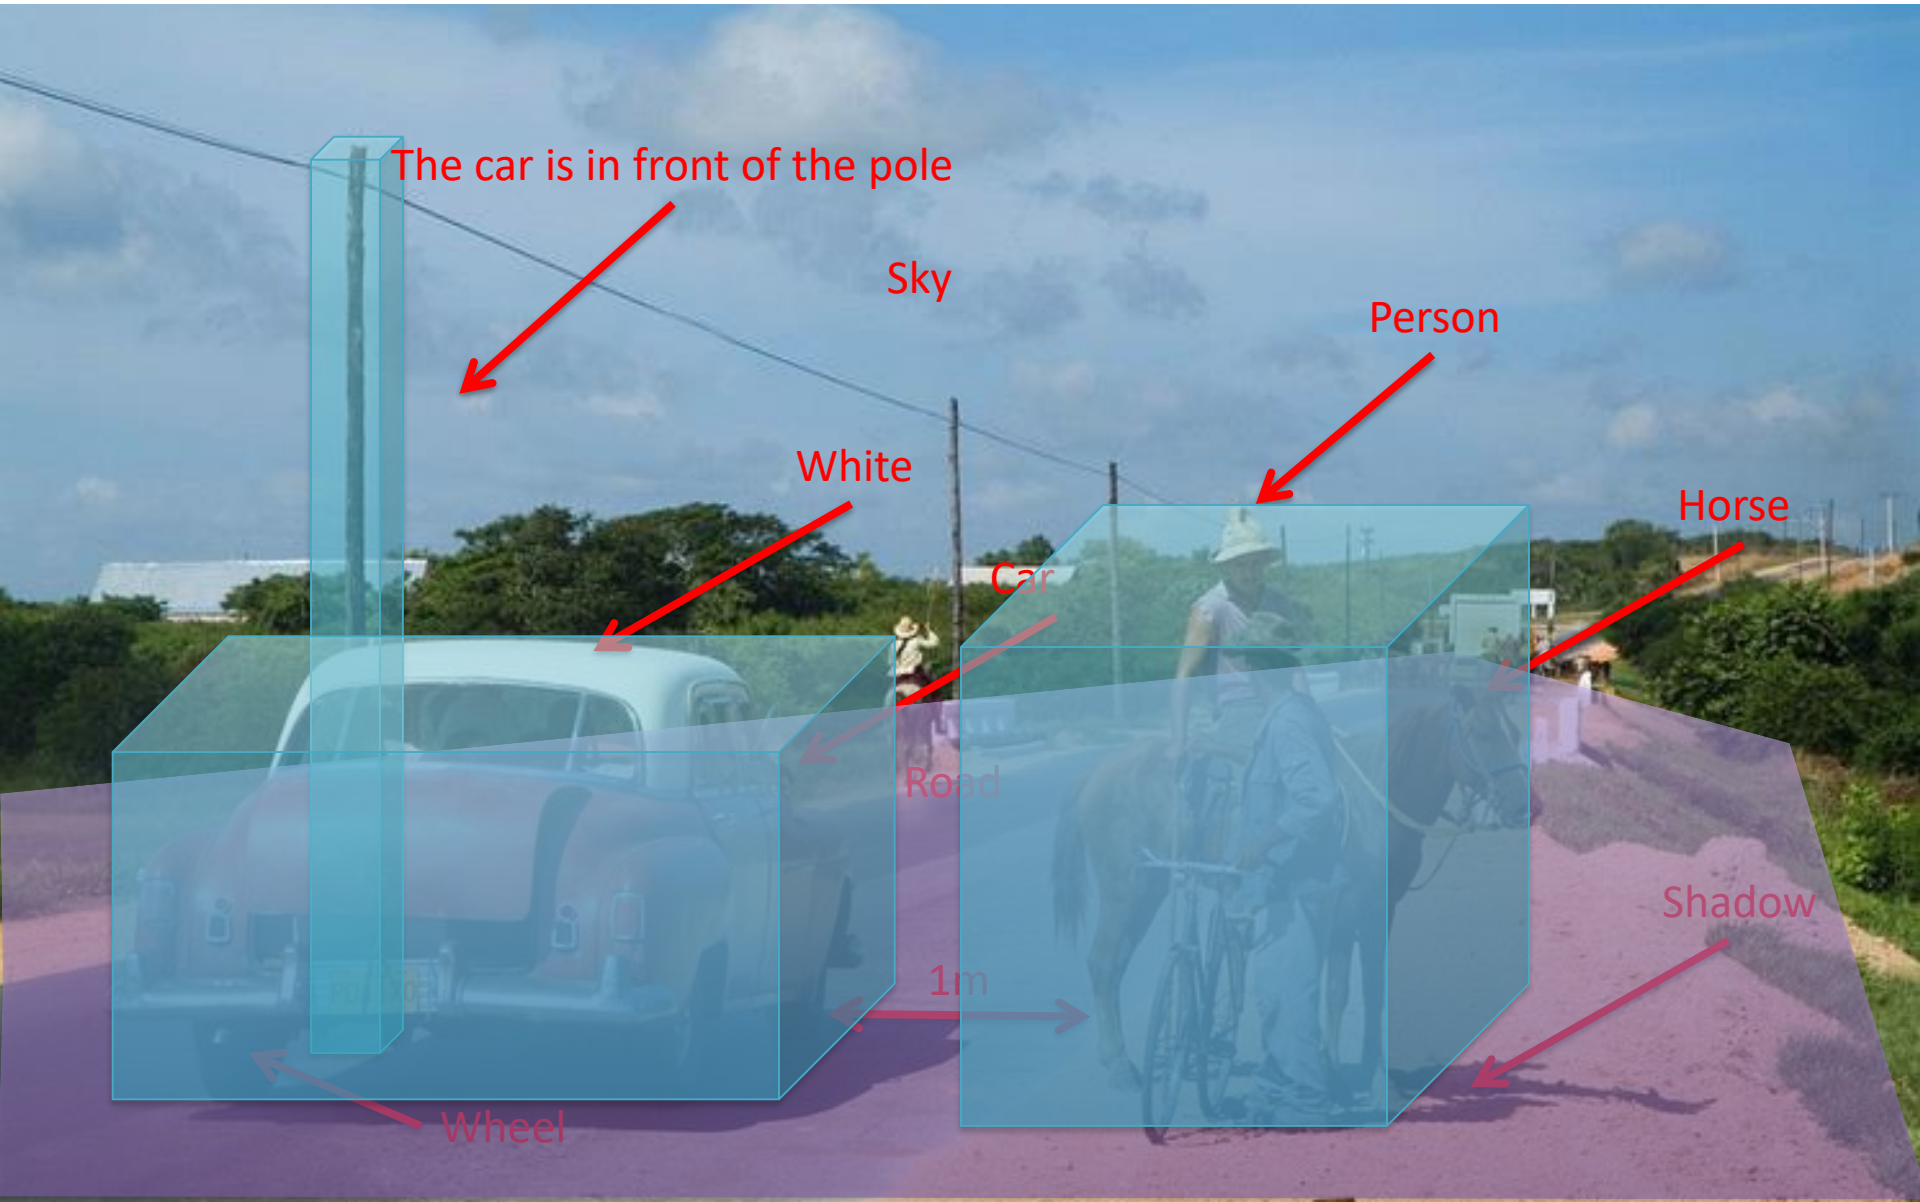 The car is in front of the pole
Sky
Person
White
Horse
Car
Road
Shadow
1m
Wheel